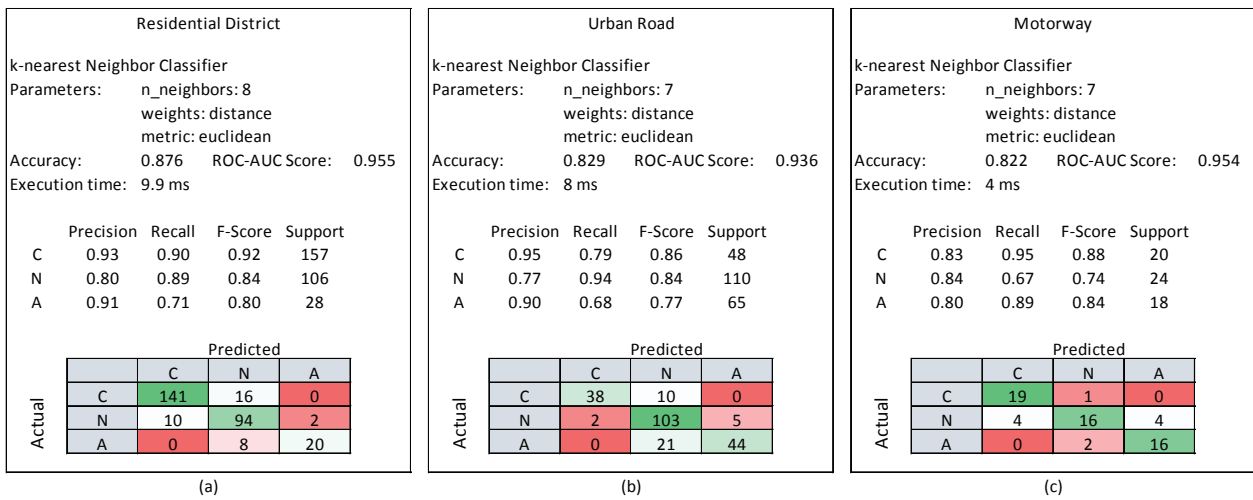 Residential District
k-nearest Neighbor Classifier
Parameters: n_neighbors: 8
weights: distance
metric: euclidean
Accuracy: 0.876 ROC-AUC Score: 0.955
Execution time: 9.9 ms
Precision Recall F-Score Support
C 0.93 0.90 0.92 157
N 0.80 0.89 0.84 106
A 0.91 0.71 0.80 28
Predicted
C N A
Actual
C 141 16 0
N 10 94 2
A 0 8 20
(a)
Urban Road
k-nearest Neighbor Classifier
Parameters: n_neighbors: 7
weights: distance
metric: euclidean
Accuracy: 0.829 ROC-AUC Score: 0.936
Execution time: 8 ms
Precision Recall F-Score Support
C 0.95 0.79 0.86 48
N 0.77 0.94 0.84 110
A 0.90 0.68 0.77 65
Predicted
C N A
Actual
C 38 10 0
N 2 103 5
A 0 21 44
(b)
Motorway
k-nearest Neighbor Classifier
Parameters: n_neighbors: 7
weights: distance
metric: euclidean
Accuracy: 0.822 ROC-AUC Score: 0.954
Execution time: 4 ms
Precision Recall F-Score Support
C 0.83 0.95 0.88 20
N 0.84 0.67 0.74 24
A 0.80 0.89 0.84 18
Predicted
C N A
Actual
C 19 1 0
N 4 16 4
A 0 2 16
(c)